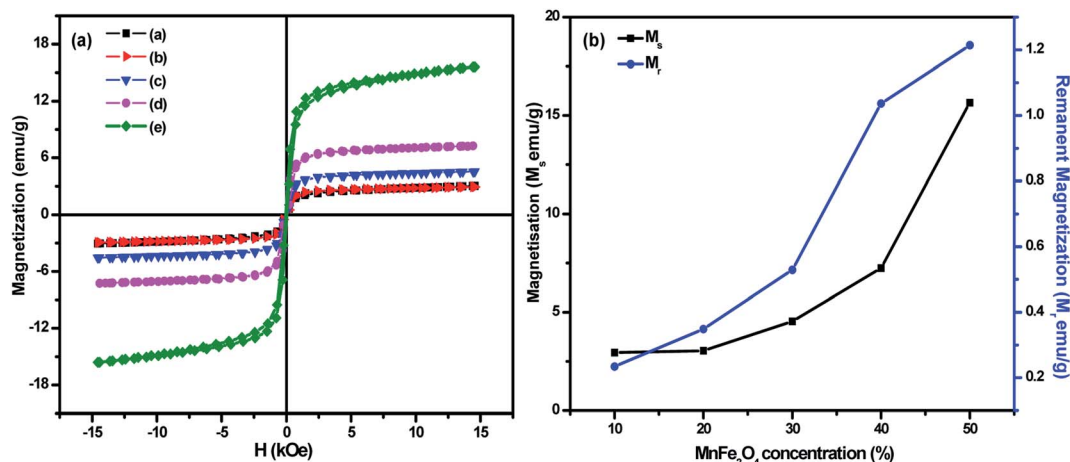 (a)
(a)
(b)
(c)
(d)
(e)
Magnetization (emu/g)
18
12
6
0
-6
-12
-18
-15
-10
-5
0
5
10
15
H (kOe)
(b)
Mₛ
Mᵣ
Magnetisation (Mₛ emu/g)
20
15
10
5
0
10
20
30
40
50
MnFe₂O₄ concentration (%)
1.2
1.0
0.8
0.6
0.4
0.2
Remanent Magnetization (Mᵣ emu/g)